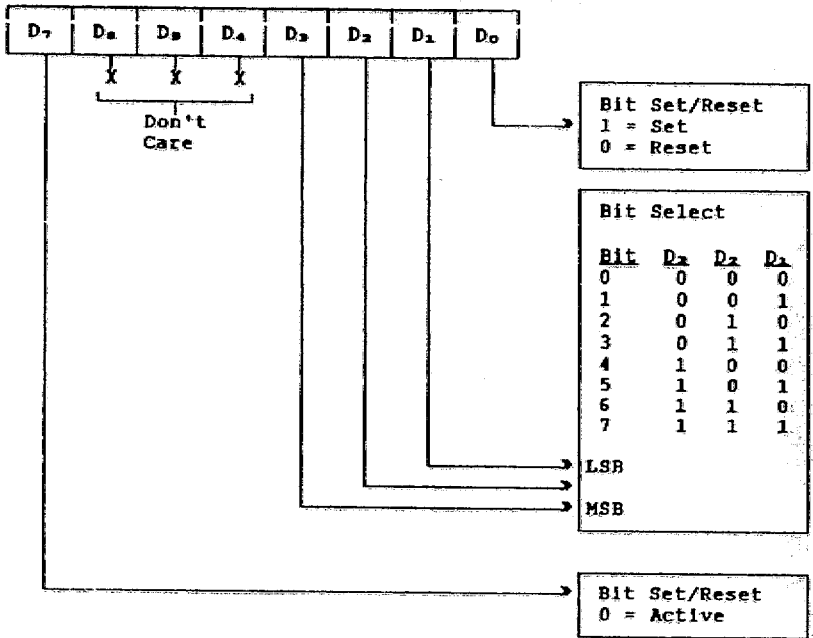 D₇ D₆ D₅ D₄ D₃ D₂ D₁ D₀
X X X
Don't
Care
Bit Set/Reset
1 = Set
0 = Reset
Bit Select
Bit D₃ D₂ D₁
0 0 0 0
1 0 0 1
2 0 1 0
3 0 1 1
4 1 0 0
5 1 0 1
6 1 1 0
7 1 1 1
LSB
MSB
Bit Set/Reset
0 = Active